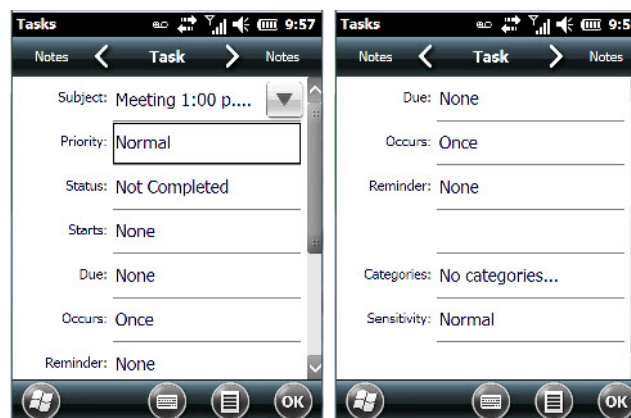 Tasks 9:57
Notes Task Notes
Subject: Meeting 1:00 p....
Priority: Normal
Status: Not Completed
Starts: None
Due: None
Occurs: Once
Reminder: None
OK
Tasks 9:5
Notes Task Notes
Due: None
Occurs: Once
Reminder: None
Categories: No categories...
Sensitivity: Normal
OK